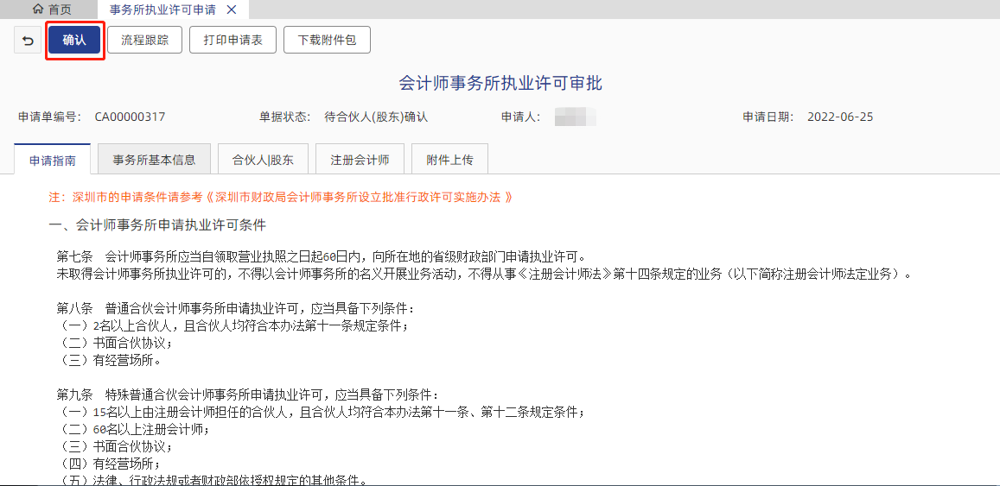 首页 事务所执业许可申请
确认 流程跟踪 打印申请表 下载附件包
会计师事务所执业许可审批
申请单编号： CA00000317 单据状态： 待合伙人(股东)确认 申请人： 申请日期： 2022-06-25
申请指南 事务所基本信息 合伙人|股东 注册会计师 附件上传
注：深圳市的申请条件请参考《深圳市财政局会计师事务所设立批准行政许可实施办法 》
一、会计师事务所申请执业许可条件
第七条 会计师事务所应当自领取营业执照之日起60日内，向所在地的省级财政部门申请执业许可。
未取得会计师事务所执业许可的，不得以会计师事务所的名义开展业务活动，不得从事《注册会计师法》第十四条规定的业务（以下简称注册会计师法定业务）。
第八条 普通合伙会计师事务所申请执业许可，应当具备下列条件：
（一）2名以上合伙人，且合伙人均符合本办法第十一条规定条件；
（二）书面合伙协议；
（三）有经营场所。
第九条 特殊普通合伙会计师事务所申请执业许可，应当具备下列条件：
（一）15名以上由注册会计师担任的合伙人，且合伙人均符合本办法第十一条、第十二条规定条件；
（二）60名以上注册会计师；
（三）书面合伙协议；
（四）有经营场所；
（五）法律、行政法规或者财政部依授权规定的其他条件。